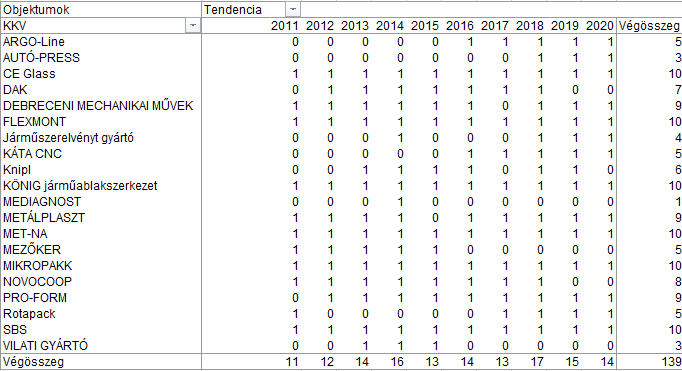 Objektumok Tendencia
KKV 2011 2012 2013 2014 2015 2016 2017 2018 2019 2020 Végösszeg
ARGO-Line 0 0 0 0 0 1 1 1 1 1 5
AUTÓ-PRESS 0 0 0 0 0 0 0 1 1 1 3
CE Glass 1 1 1 1 1 1 1 1 1 1 10
DAK 0 1 1 1 1 1 1 1 0 0 7
DEBRECENI MECHANIKAI MŰVEK 1 1 1 1 1 1 0 1 1 1 9
FLEXMONT 1 1 1 1 1 1 1 1 1 1 10
Járműszerelvényt gyártó 0 0 0 1 0 0 0 1 1 1 4
KÁTA CNC 0 0 0 0 0 1 1 1 1 1 5
Knipl 0 0 1 1 1 1 0 1 1 0 6
KÖNIG járműablakszerkezet 1 1 1 1 1 1 1 1 1 1 10
MEDIAGNOST 0 0 0 1 0 0 0 0 0 0 1
METÁLPLASZT 1 1 1 1 0 1 1 1 1 1 9
MET-NA 1 1 1 1 1 1 1 1 1 1 10
MEZŐKER 1 1 1 1 1 0 0 0 0 0 5
MIKROPAKK 1 1 1 1 1 1 1 1 1 1 10
NOVOCOOP 1 1 1 1 1 1 1 1 0 0 8
PRO-FORM 0 1 1 1 1 1 1 1 1 1 9
Rotapack 1 0 0 0 0 1 1 1 1 0 5
SBS 1 1 1 1 1 1 1 1 1 1 10
VILATI GYÁRTÓ 0 0 1 1 1 0 0 0 0 0 3
Végösszeg 11 12 14 16 13 14 13 17 15 14 139